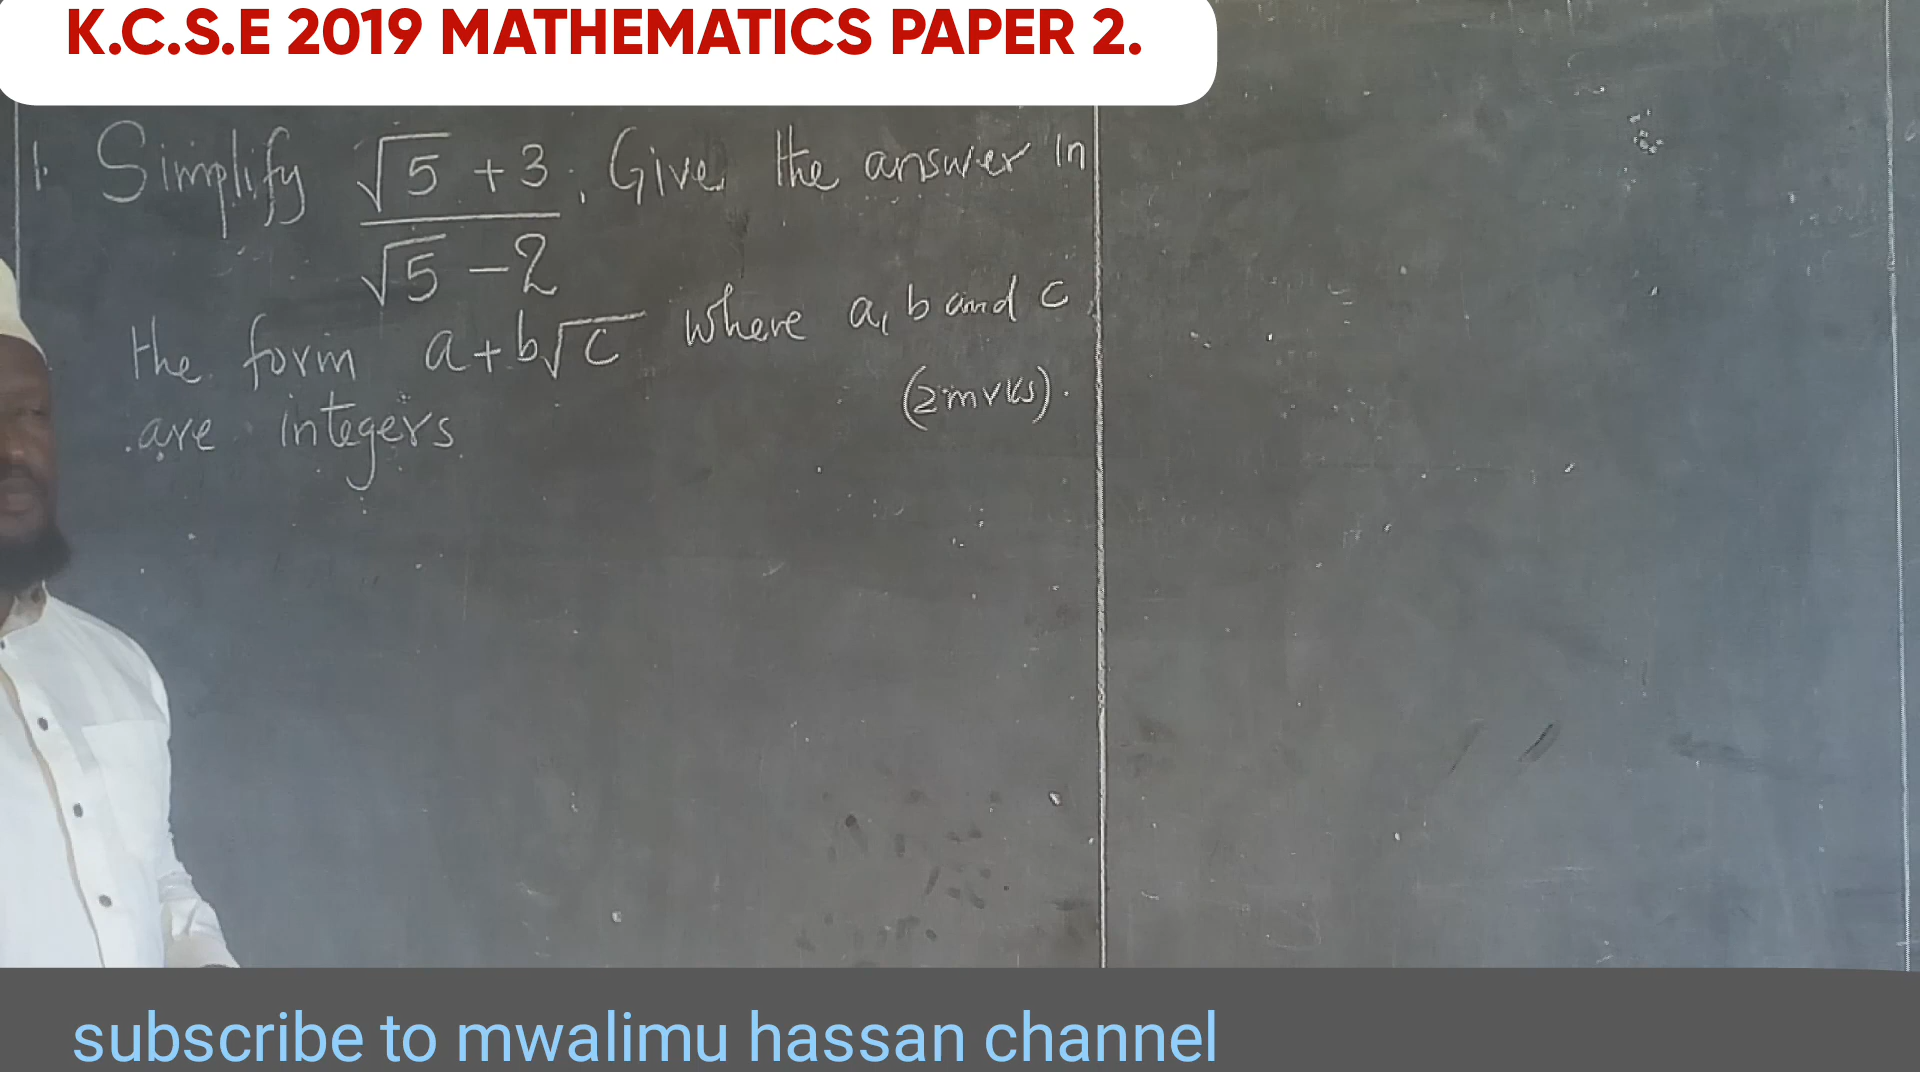 K.C.S.E 2019 MATHEMATICS PAPER 2.
1. Simplify (√5 + 3)/(√5 − 2). Give the answer in
the form a+b√c where a, b and c
are integers (2mrks).
subscribe to mwalimu hassan channel